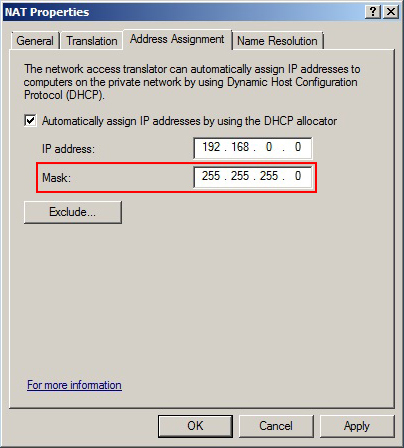 NAT Properties
General Translation Address Assignment Name Resolution
The network access translator can automatically assign IP addresses to
computers on the private network by using Dynamic Host Configuration
Protocol (DHCP).
Automatically assign IP addresses by using the DHCP allocator
IP address: 192 . 168 . 0 . 0
Mask: 255 . 255 . 255 . 0
Exclude...
For more information
OK Cancel Apply